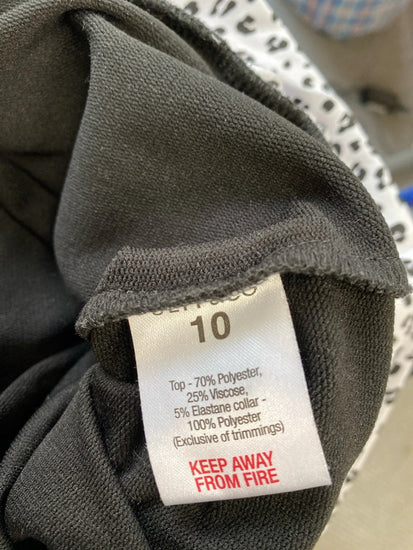 10
Top - 70% Polyester,
25% Viscose,
5% Elastane collar -
100% Polyester
(Exclusive of trimmings)
KEEP AWAY
FROM FIRE